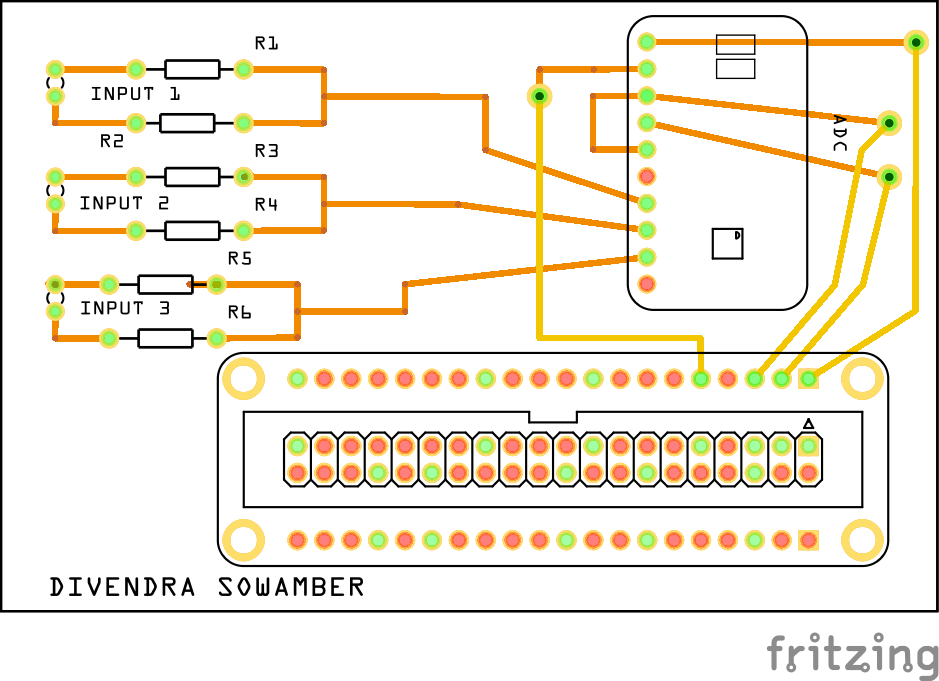 R1
INPUT 1
R2
R3
INPUT 2
R4
R5
INPUT 3
R6
ADC
D
DIVENDRA SOWAMBER
fritzing